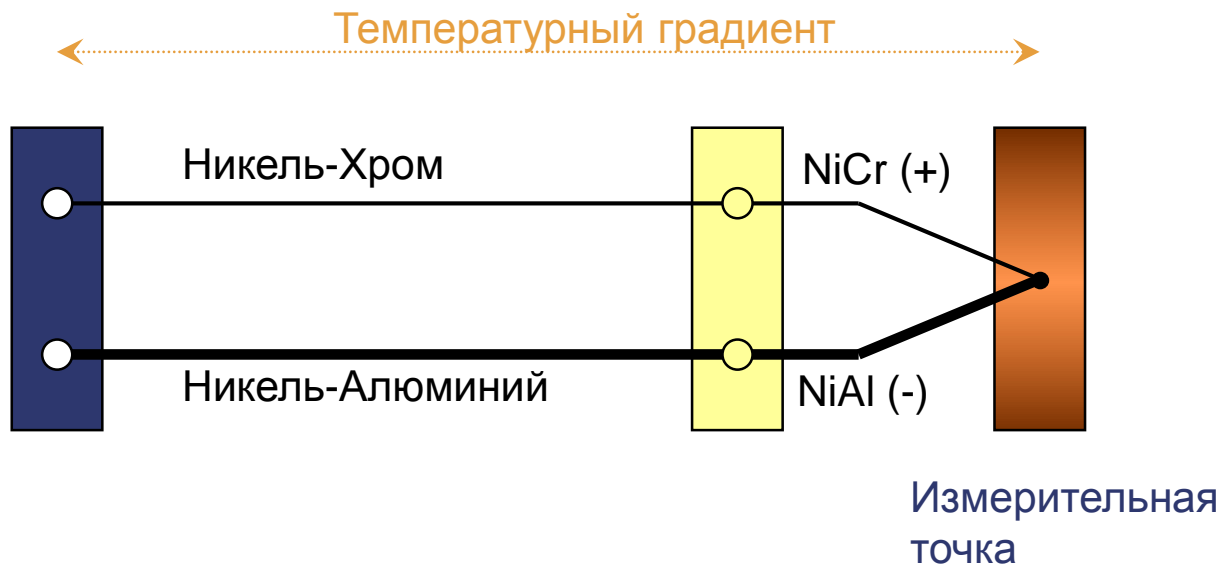 Температурный градиент
Никель-Хром
NiCr (+)
Никель-Алюминий
NiAl (-)
Измерительная
точка